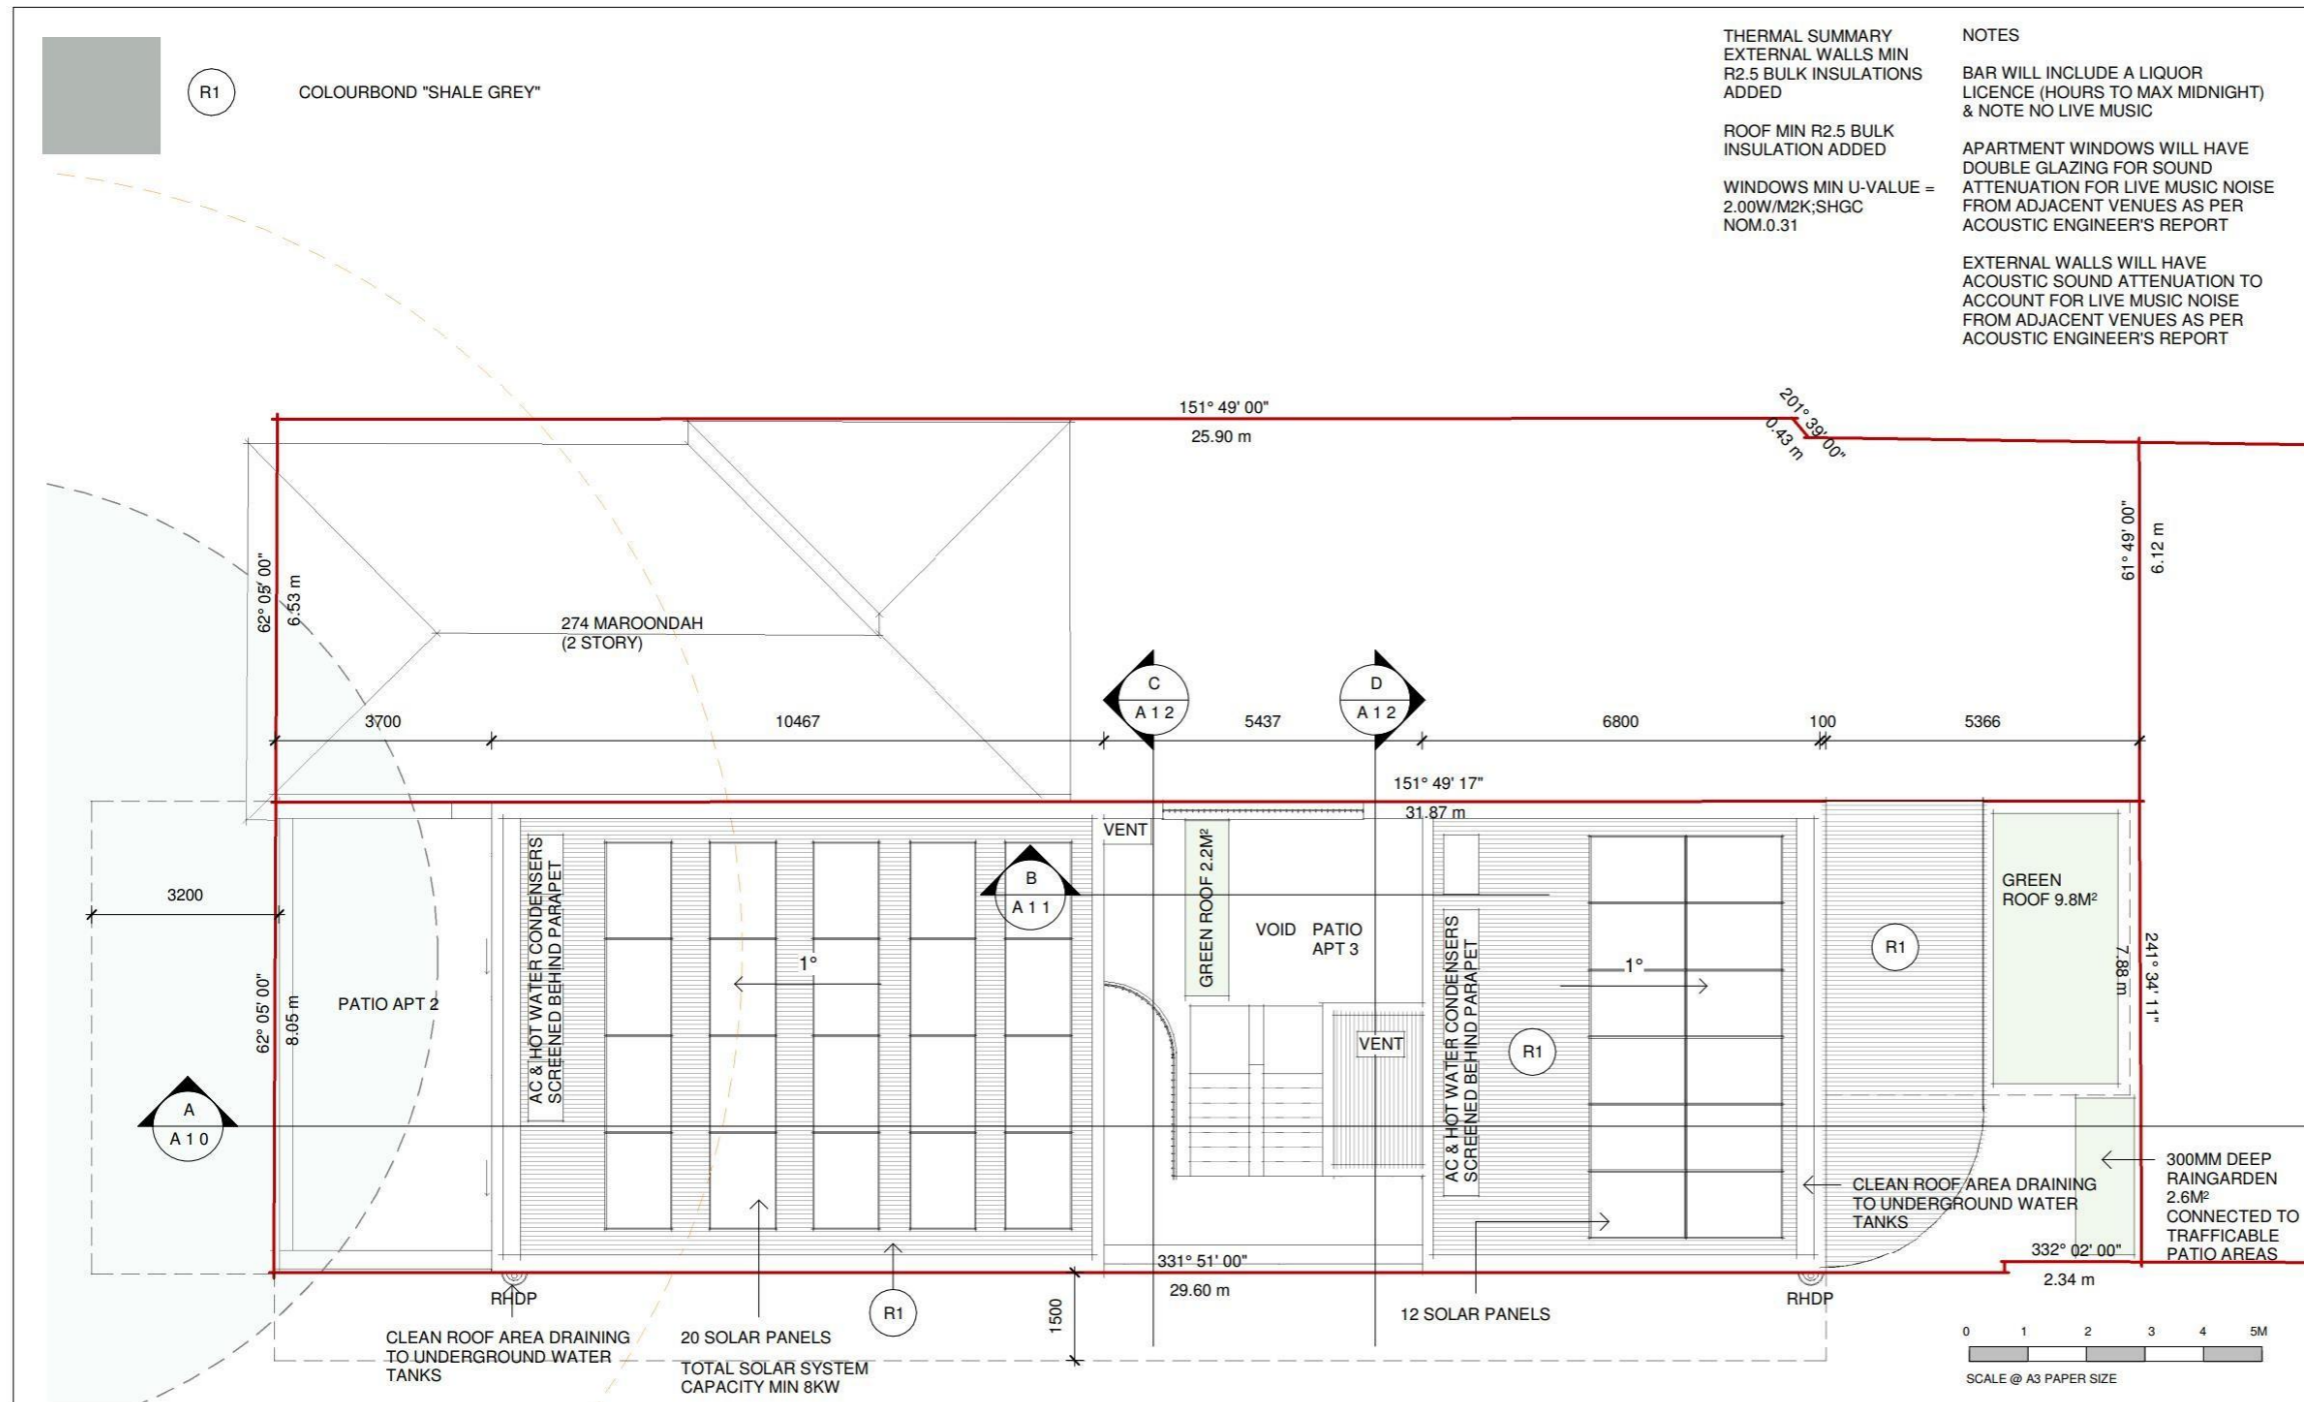 R1
COLOURBOND "SHALE GREY"
THERMAL SUMMARY
EXTERNAL WALLS MIN
R2.5 BULK INSULATIONS
ADDED
ROOF MIN R2.5 BULK
INSULATION ADDED
WINDOWS MIN U-VALUE =
2.00W/M2K;SHGC
NOM.0.31
NOTES
BAR WILL INCLUDE A LIQUOR
LICENCE (HOURS TO MAX MIDNIGHT)
& NOTE NO LIVE MUSIC
APARTMENT WINDOWS WILL HAVE
DOUBLE GLAZING FOR SOUND
ATTENUATION FOR LIVE MUSIC NOISE
FROM ADJACENT VENUES AS PER
ACOUSTIC ENGINEER'S REPORT
EXTERNAL WALLS WILL HAVE
ACOUSTIC SOUND ATTENUATION TO
ACCOUNT FOR LIVE MUSIC NOISE
FROM ADJACENT VENUES AS PER
ACOUSTIC ENGINEER'S REPORT
151° 49' 00"
25.90 m
201° 39' 00"
0.43 m
62° 05' 00"
6.53 m
61° 49' 00"
6.12 m
274 MAROONDAH
(2 STORY)
C
A 1 2
D
A 1 2
3700
10467
5437
6800
100
5366
151° 49' 17"
31.87 m
3200
VENT
GREEN ROOF 2.2M²
B
A 1 1
VOID
PATIO
APT 3
AC & HOT WATER CONDENSERS
SCREENED BEHIND PARAPET
1°
AC & HOT WATER CONDENSERS
SCREENED BEHIND PARAPET
1°
R1
GREEN
ROOF 9.8M²
7.88 m
241° 34' 11"
62° 05' 00"
8.05 m
PATIO APT 2
VENT
R1
A
A 1 0
CLEAN ROOF AREA DRAINING
TO UNDERGROUND WATER
TANKS
300MM DEEP
RAINGARDEN
2.6M²
CONNECTED TO
TRAFFICABLE
PATIO AREAS
332° 02' 00"
2.34 m
331° 51' 00"
29.60 m
RHDP
RHDP
R1
1500
12 SOLAR PANELS
CLEAN ROOF AREA DRAINING
TO UNDERGROUND WATER
TANKS
20 SOLAR PANELS
TOTAL SOLAR SYSTEM
CAPACITY MIN 8KW
0 1 2 3 4 5M
SCALE @ A3 PAPER SIZE